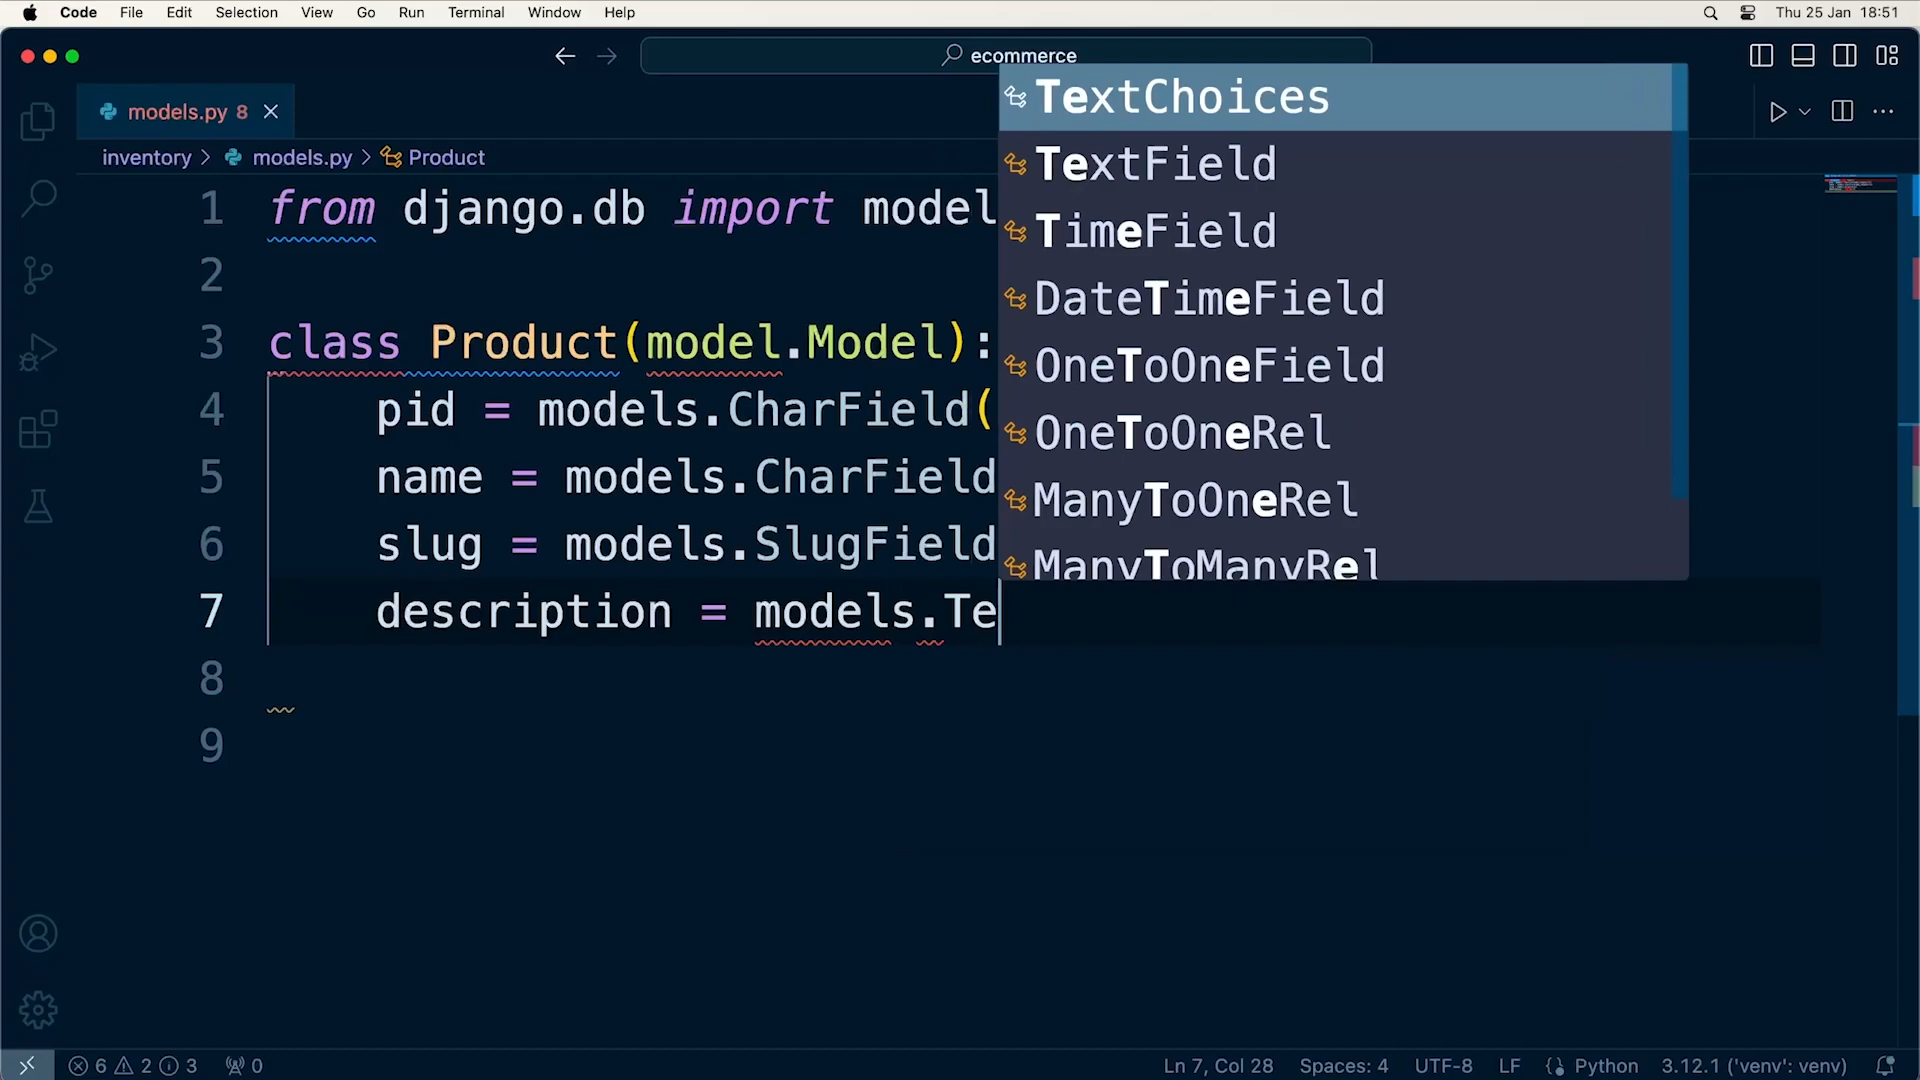 Code File Edit Selection View Go Run Terminal Window Help Thu 25 Jan 18:51
ecommerce
models.py 8
inventory > models.py > Product
1 from django.db import model
2
3 class Product(model.Model):
4 pid = models.CharField(
5 name = models.CharField
6 slug = models.SlugField
7 description = models.Te
8
9
TextChoices
TextField
TimeField
DateTimeField
OneToOneField
OneToOneRel
ManyToOneRel
ManyToManyRel
6 2 3 0 Ln 7, Col 28 Spaces: 4 UTF-8 LF Python 3.12.1 ('venv': venv)